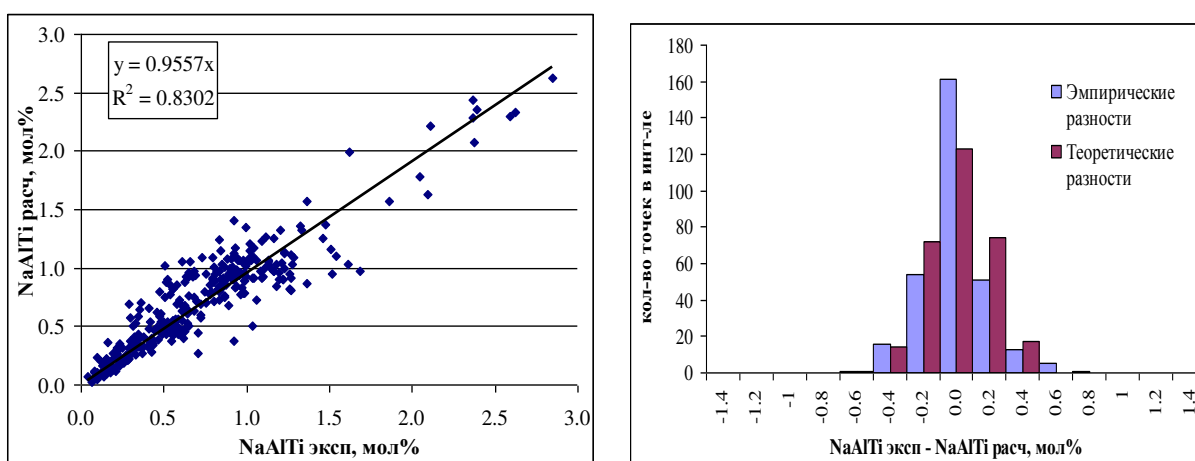 3.0
2.5
2.0
1.5
1.0
0.5
0.0
NaAlTi расч, мол%
y = 0.9557x
R² = 0.8302
0.0 0.5 1.0 1.5 2.0 2.5 3.0
NaAlTi эксп, мол%
180
160
140
120
100
80
60
40
20
0
кол-во точек в инт-ле
Эмпирические
разности
Теоретические
разности
-1.4 -1 -0.8 -0.6 -0.4 -0.2 0.0 0.2 0.4 0.6 0.8 1 1.2 1.4
NaAlTi эксп - NaAlTi расч, мол%